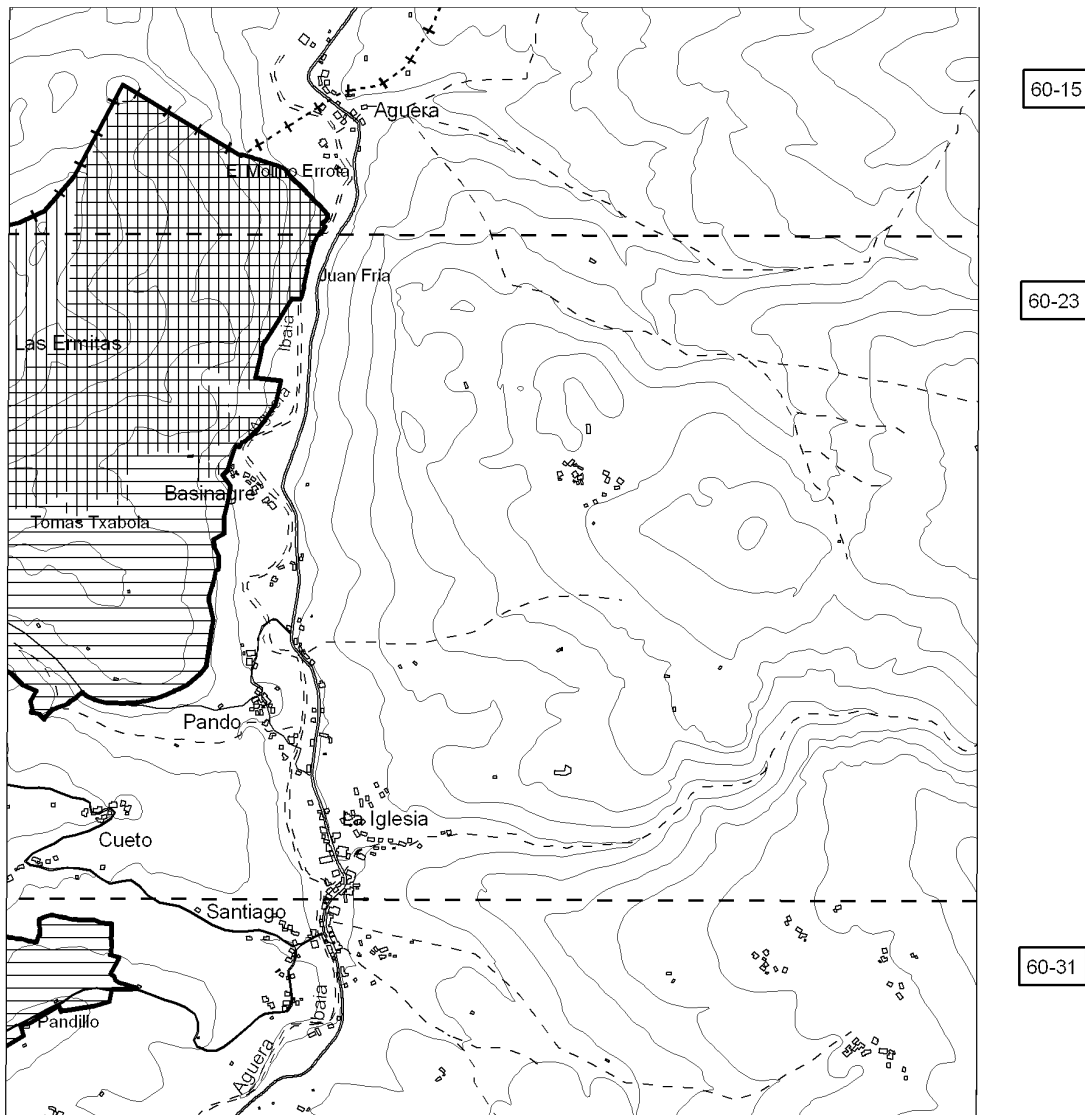 60-15
Aguera
El Molino Errota
Juan Fria
60-23
Ibaia
Las Ermitas
Aguera
Basinagre
Tomas Txabola
Pando
La Iglesia
Cueto
Santiago
60-31
Ibaia
Pandillo
Aguera